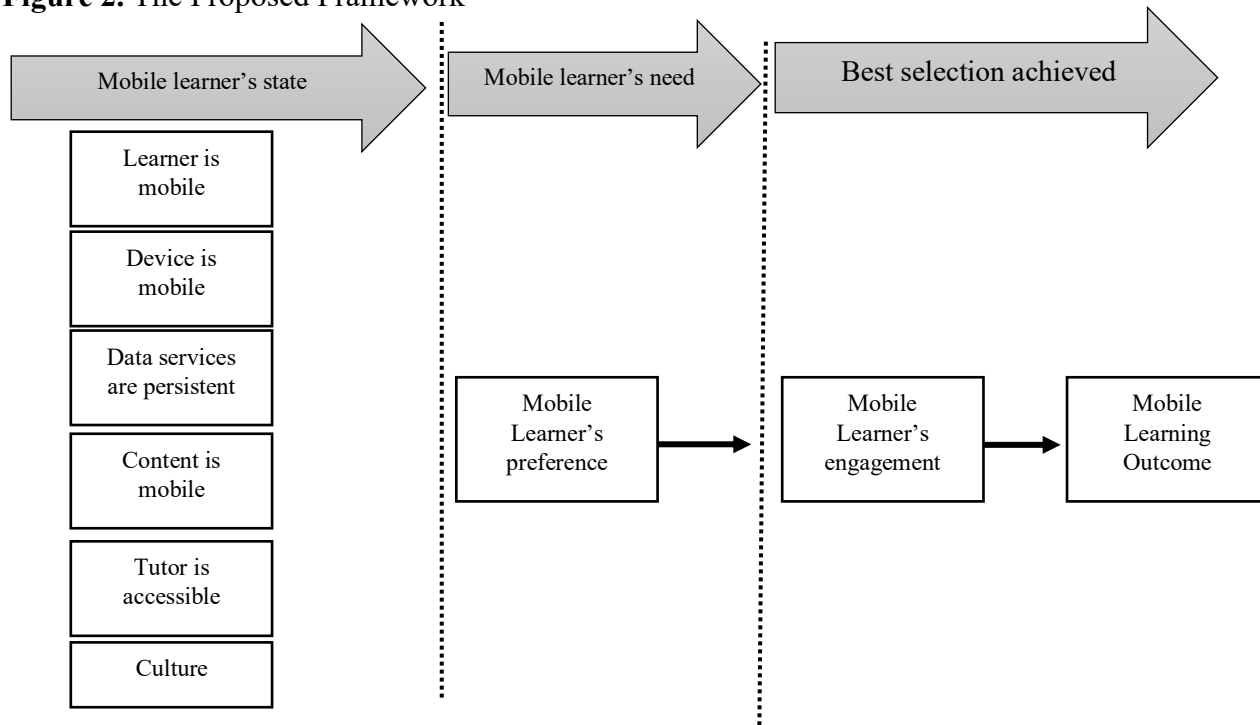 Figure 2: The Proposed Framework
Mobile learner’s state
Mobile learner’s need
Best selection achieved
Learner is
mobile
Device is
mobile
Data services
are persistent
Content is
mobile
Tutor is
accessible
Culture
Mobile
Learner’s
preference
Mobile
Learner’s
engagement
Mobile
Learning
Outcome